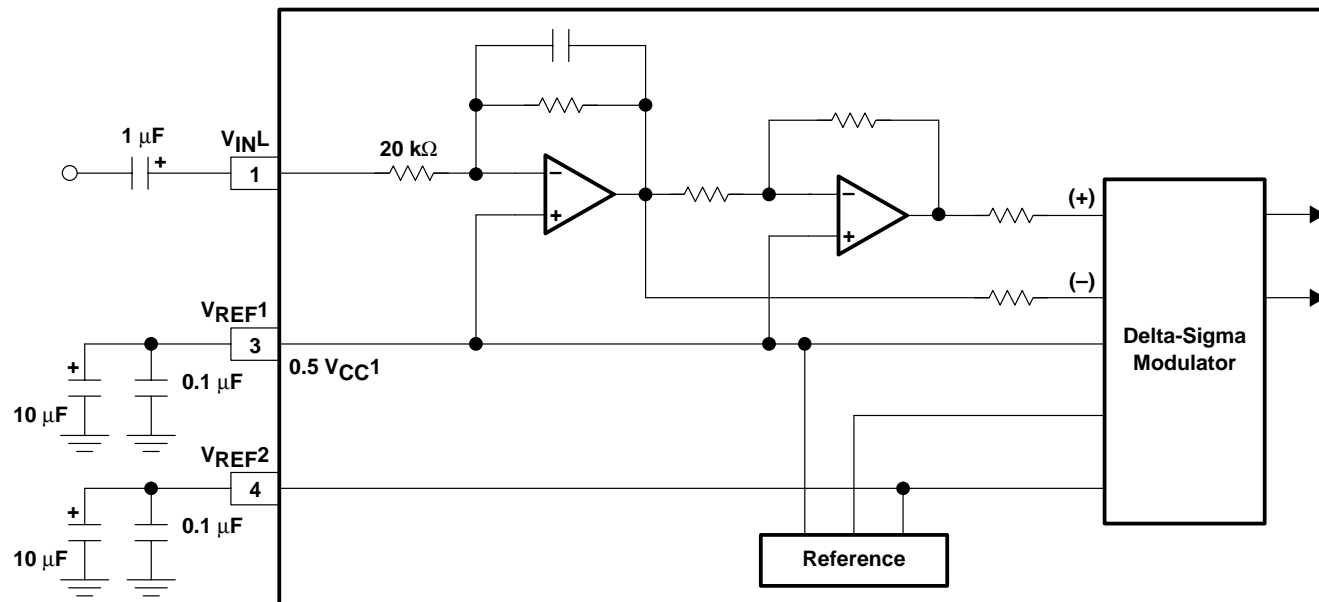 1 μF
+
VINL
1
20 kΩ
−
+
−
+
(+)
(−)
Delta-Sigma
Modulator
VREF1
3
0.5 VCC1
+
0.1 μF
10 μF
VREF2
4
+
0.1 μF
10 μF
Reference